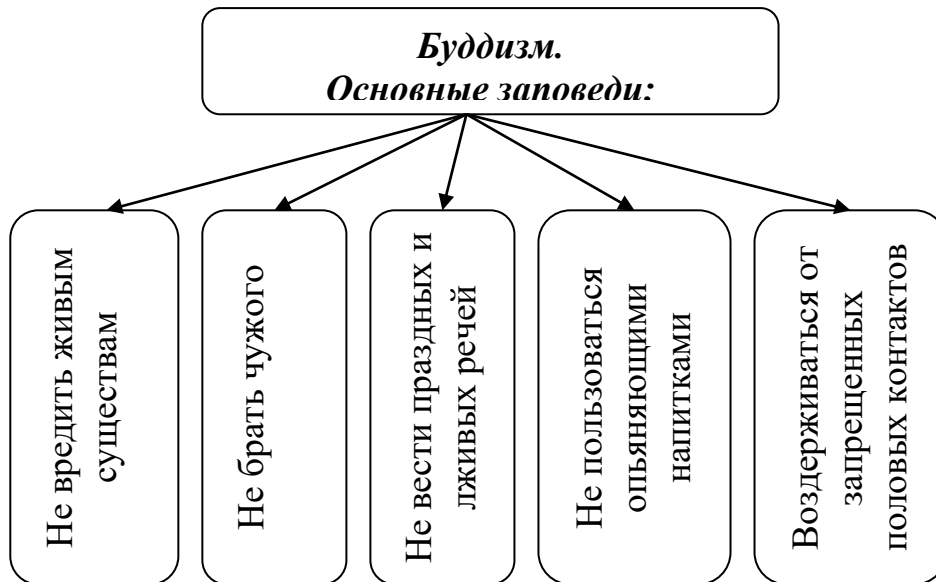 Буддизм.
Основные заповеди:
Не вредить живым
существам
Не брать чужого
Не вести праздных и
лживых речей
Не пользоваться
опьяняющими
напитками
Воздерживаться от
запрещенных
половых контактов